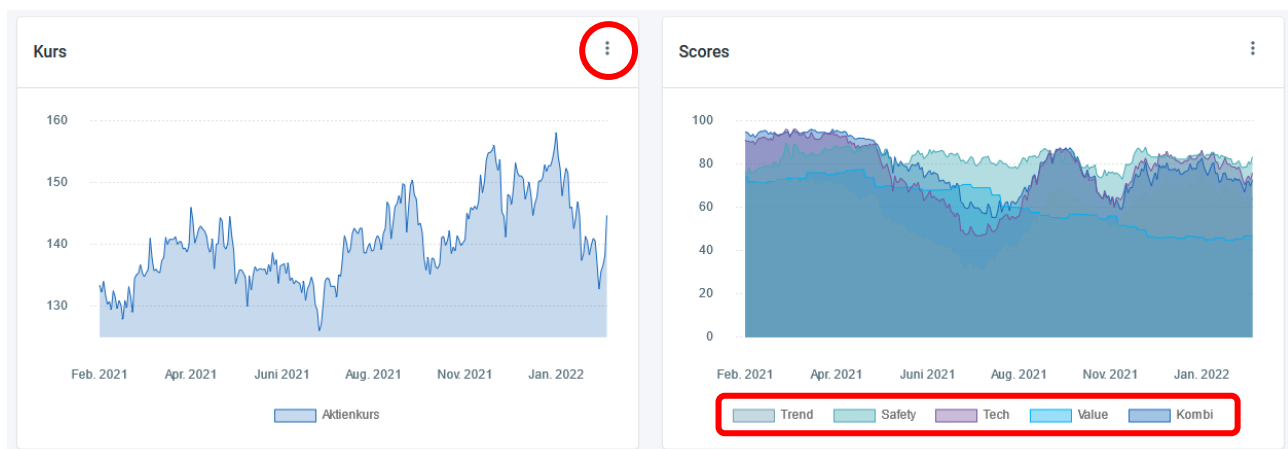 Kurs
160
150
140
130
Feb. 2021 Apr. 2021 Juni 2021 Aug. 2021 Nov. 2021 Jan. 2022
Aktienkurs
Scores
100
80
60
40
20
0
Feb. 2021 Apr. 2021 Juni 2021 Aug. 2021 Nov. 2021 Jan. 2022
Trend Safety Tech Value Kombi